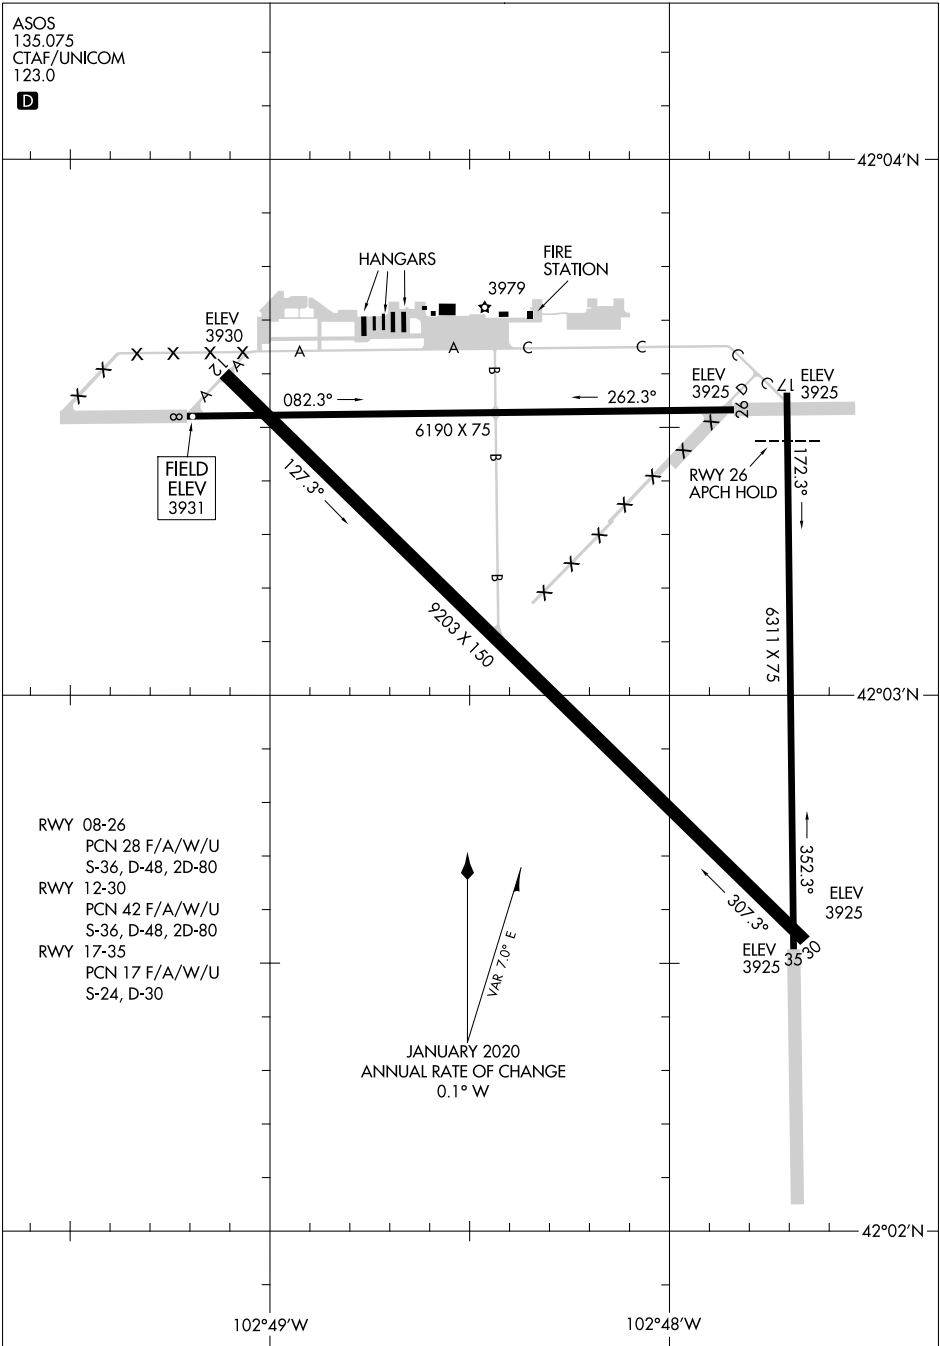 ASOS
135.075
CTAF/UNICOM
123.0
D
42°04'N
HANGARS
FIRE
STATION
3979
ELEV
3930
12
A
A
A
A
C
C
C
C
D
B
B
B
X X X X
X
X
ELEV
3925
26
17
ELEV
3925
8
082.3°
262.3°
6190 X 75
FIELD
ELEV
3931
127.3°
RWY 26
APCH HOLD
172.3°
X
X
X
X
X
X
X
9203 X 150
6311 X 75
42°03'N
RWY 08-26
PCN 28 F/A/W/U
S-36, D-48, 2D-80
RWY 12-30
PCN 42 F/A/W/U
S-36, D-48, 2D-80
RWY 17-35
PCN 17 F/A/W/U
S-24, D-30
352.3°
307.3°
ELEV
3925
30
ELEV
3925
35
VAR 7.0° E
JANUARY 2020
ANNUAL RATE OF CHANGE
0.1° W
42°02'N
102°49'W
102°48'W